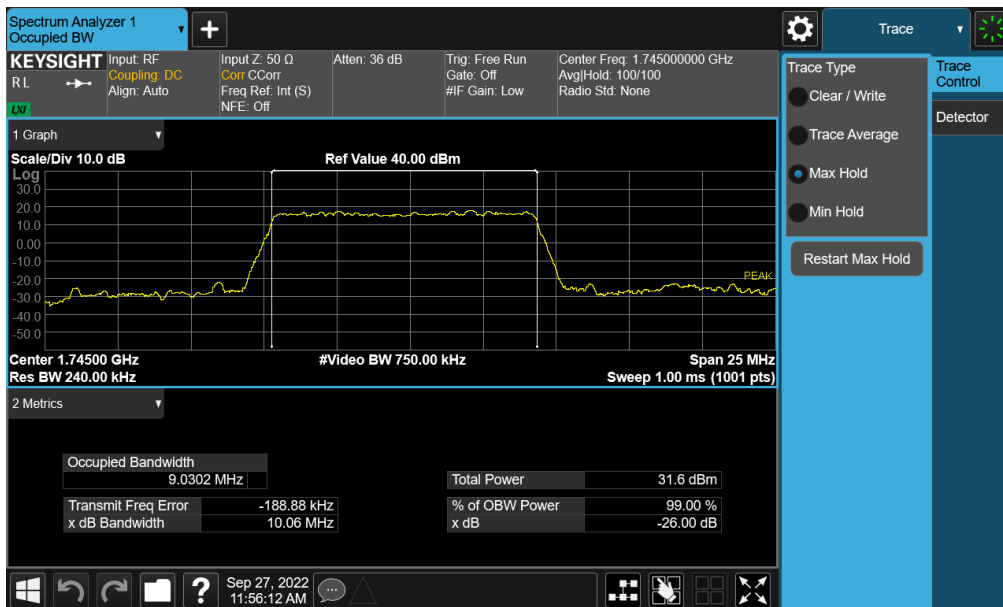 Spectrum Analyzer 1
Occupied BW
+
Trace
KEYSIGHT
R L
LXI
Input: RF
Coupling: DC
Align: Auto
Input Z: 50 Ω
Corr CCorr
Freq Ref: Int (S)
NFE: Off
Atten: 36 dB
Trig: Free Run
Gate: Off
#IF Gain: Low
Center Freq: 1.745000000 GHz
Avg|Hold: 100/100
Radio Std: None
Trace Type
Clear / Write
Trace Average
Max Hold
Min Hold
Restart Max Hold
Trace
Control
Detector
1 Graph
Scale/Div 10.0 dB
Ref Value 40.00 dBm
Log
30.0
20.0
10.0
0.00
-10.0
-20.0
-30.0
-40.0
-50.0
PEAK
Center 1.74500 GHz
#Video BW 750.00 kHz
Span 25 MHz
Res BW 240.00 kHz
Sweep 1.00 ms (1001 pts)
2 Metrics
Occupied Bandwidth
9.0302 MHz
Total Power 31.6 dBm
Transmit Freq Error -188.88 kHz
% of OBW Power 99.00 %
x dB Bandwidth 10.06 MHz
x dB -26.00 dB
?
Sep 27, 2022
11:56:12 AM